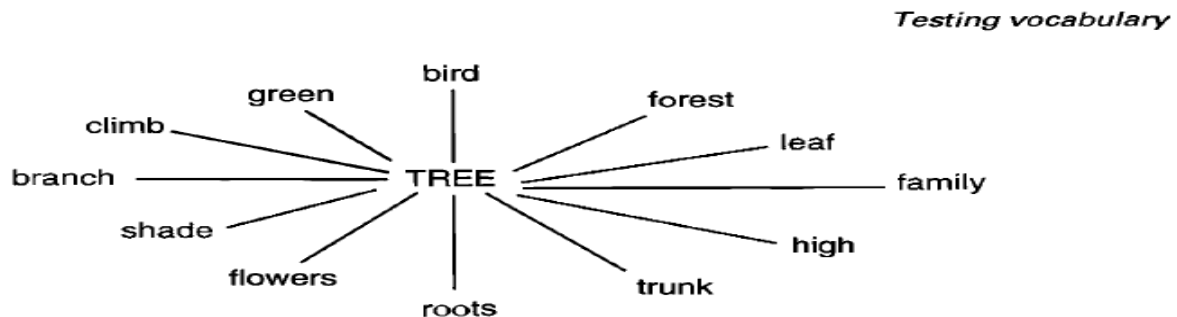 Testing vocabulary
bird
green
forest
climb
leaf
branch
TREE
family
shade
high
flowers
trunk
roots